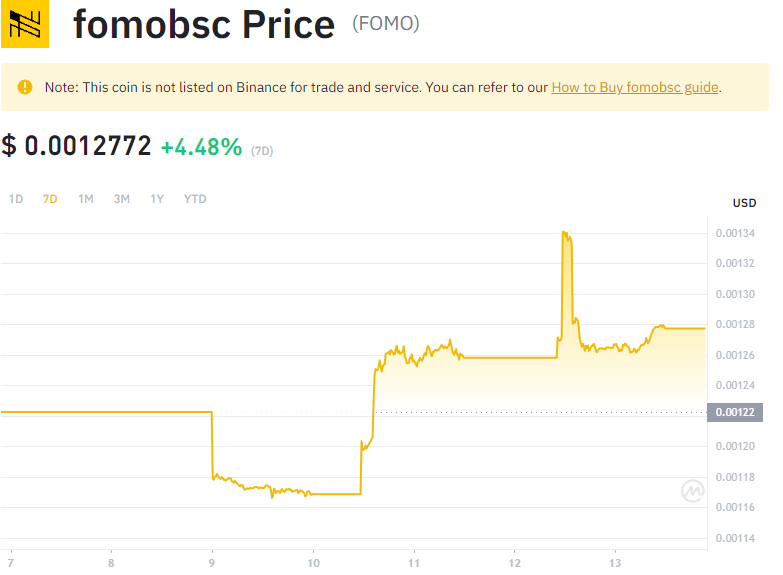 fomobsc Price (FOMO)
Note: This coin is not listed on Binance for trade and service. You can refer to our How to Buy fomobsc guide.
$ 0.0012772 +4.48% (7D)
1D 7D 1M 3M 1Y YTD
USD
0.00134
0.00132
0.00130
0.00128
0.00126
0.00124
0.00122
0.00120
0.00118
0.00116
0.00114
7 8 9 10 11 12 13